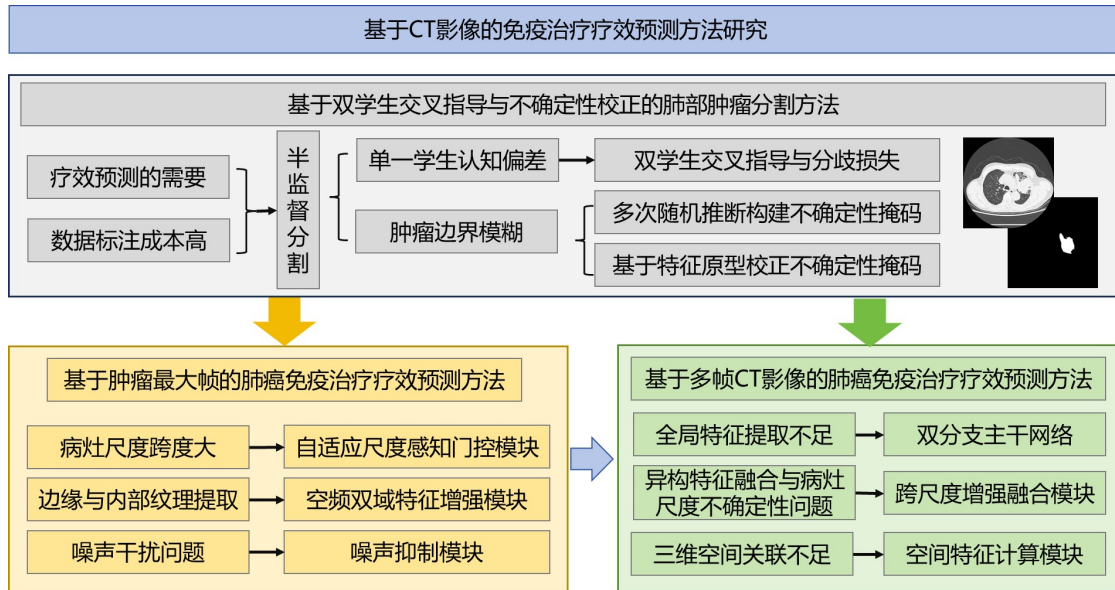 基于CT影像的免疫治疗疗效预测方法研究
基于双学生交叉指导与不确定性校正的肺部肿瘤分割方法
疗效预测的需要
数据标注成本高
半
监
督
分
割
单一学生认知偏差
双学生交叉指导与分歧损失
肿瘤边界模糊
多次随机推断构建不确定性掩码
基于特征原型校正不确定性掩码
基于肿瘤最大帧的肺癌免疫治疗疗效预测方法
病灶尺度跨度大
自适应尺度感知门控模块
边缘与内部纹理提取
空频双域特征增强模块
噪声干扰问题
噪声抑制模块
基于多帧CT影像的肺癌免疫治疗疗效预测方法
全局特征提取不足
双分支主干网络
异构特征融合与病灶
尺度不确定性问题
跨尺度增强融合模块
三维空间关联不足
空间特征计算模块